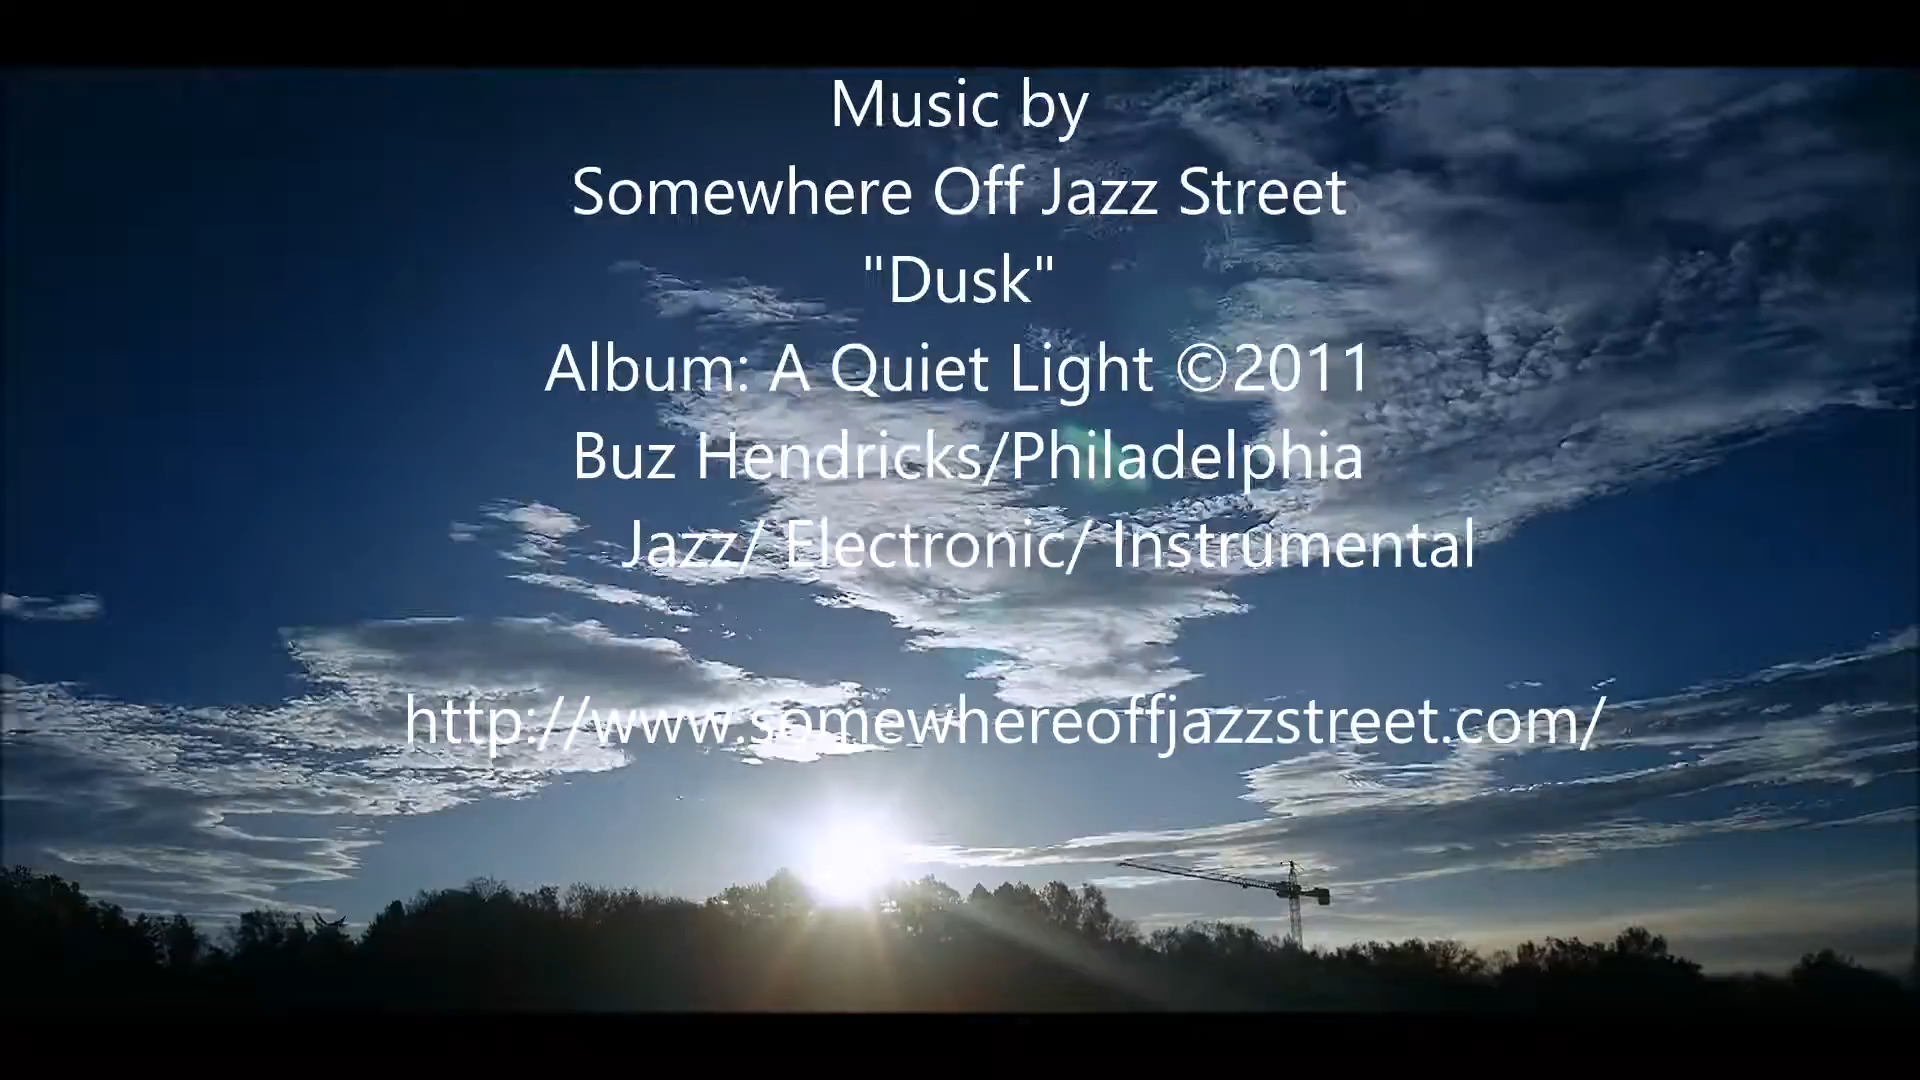 Music by
Somewhere Off Jazz Street
"Dusk"
Album: A Quiet Light ©2011
Buz Hendricks/Philadelphia
Jazz/ Electronic/ Instrumental
http://www.somewhereoffjazzstreet.com/